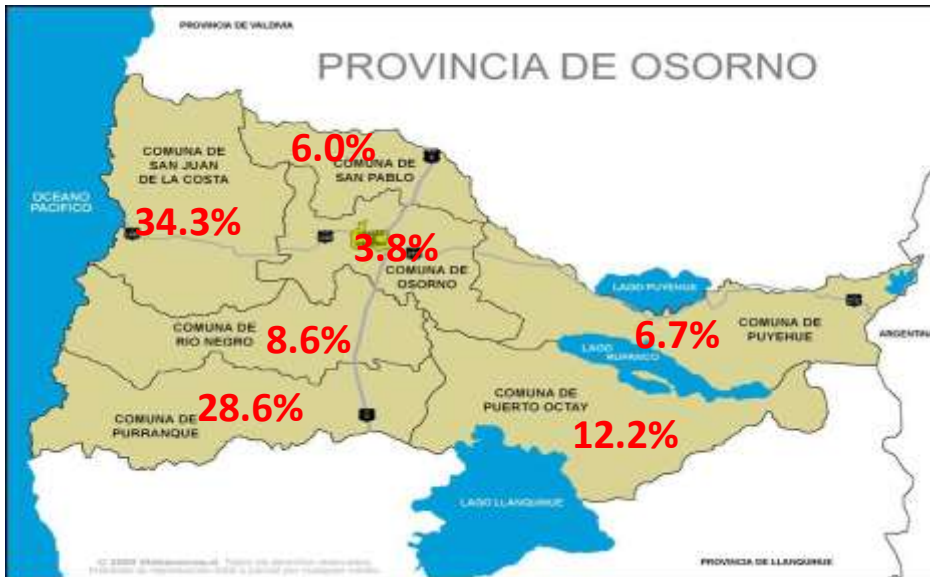 PROVINCIA DE VALDIVIA
PROVINCIA DE OSORNO
6.0%
COMUNA DE
SAN PABLO
COMUNA DE
SAN JUAN
DE LA COSTA
OCEANO
PACIFICO
34.3%
3.8%
COMUNA DE
OSORNO
LAGO PUYEHUE
6.7%
COMUNA DE
PUYEHUE
ARGENTINA
COMUNA DE
RIO NEGRO
8.6%
LAGO
RUPANCO
COMUNA DE
PUERTO OCTAY
12.2%
28.6%
COMUNA DE
PURRANQUE
LAGO LLANQUIHUE
PROVINCIA DE LLANQUIHUE